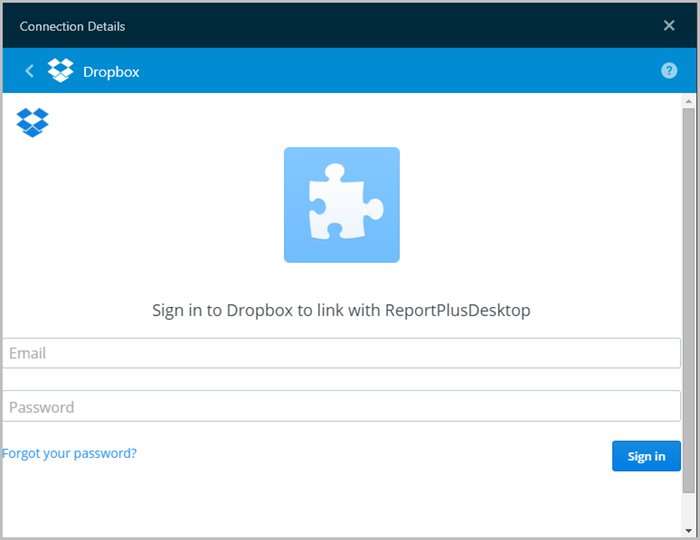 Connection Details
Dropbox
?
Sign in to Dropbox to link with ReportPlusDesktop
Email
Password
Forgot your password?
Sign in